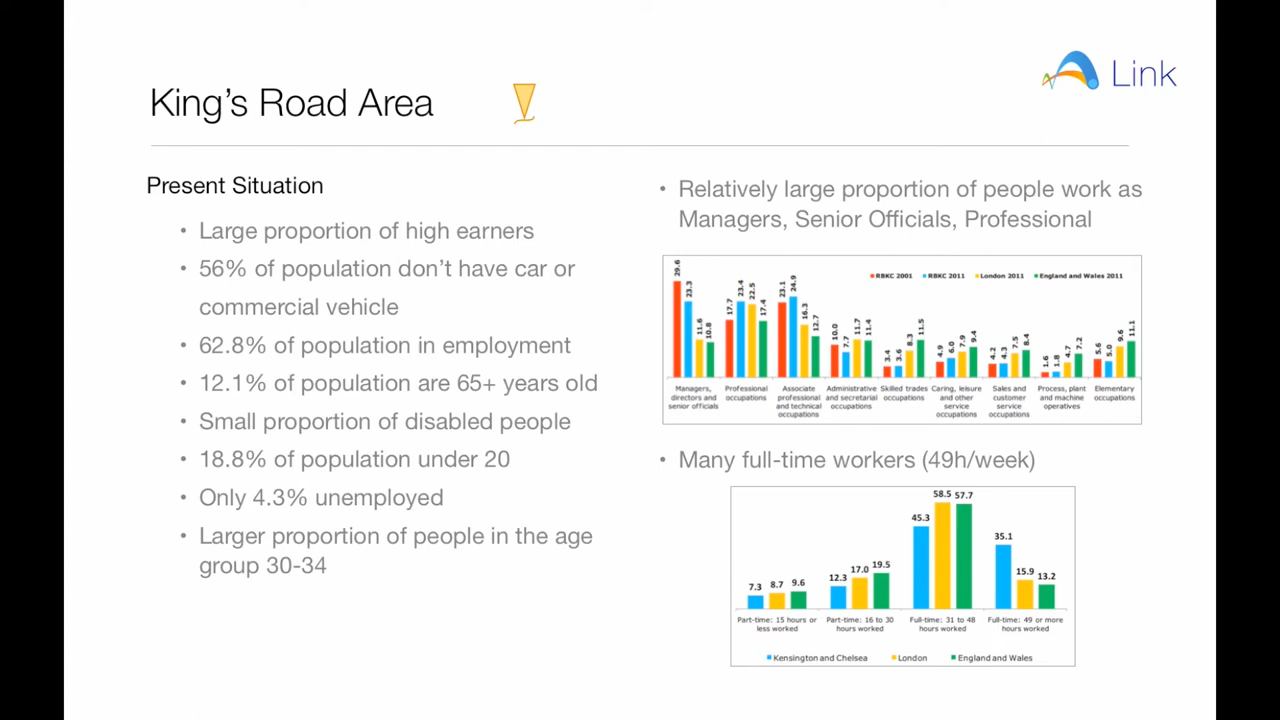 Link
King's Road Area
Present Situation
• Large proportion of high earners
• 56% of population don't have car or
commercial vehicle
• 62.8% of population in employment
• 12.1% of population are 65+ years old
• Small proportion of disabled people
• 18.8% of population under 20
• Only 4.3% unemployed
• Larger proportion of people in the age
group 30-34
• Relatively large proportion of people work as
Managers, Senior Officials, Professional
RBKC 2001 RBKC 2011 London 2011 England and Wales 2011
29.6 23.3 11.6 10.8 17.7 23.4 22.5 17.4 23.1 24.9 16.3 12.7 10.0 7.7 11.7 11.4 3.4 3.6 8.3 11.5 4.9 6.0 7.9 9.4 4.2 4.3 7.5 8.4 1.6 1.8 4.7 7.2 5.6 5.0 9.6 11.1
Managers, Professional Associate Administrative Skilled trades Caring, leisure Sales and Process, plant Elementary
directors and occupations professional and secretarial occupations and other customer and machine occupations
senior officials and technical occupations service service operatives
occupations occupations occupations
• Many full-time workers (49h/week)
7.3 8.7 9.6 12.3 17.0 19.5 45.3 58.5 57.7 35.1 15.9 13.2
Part-time: 15 hours or Part-time: 16 to 30 Full-time: 31 to 48 Full-time: 49 or more
less worked hours worked hours worked hours worked
Kensington and Chelsea London England and Wales